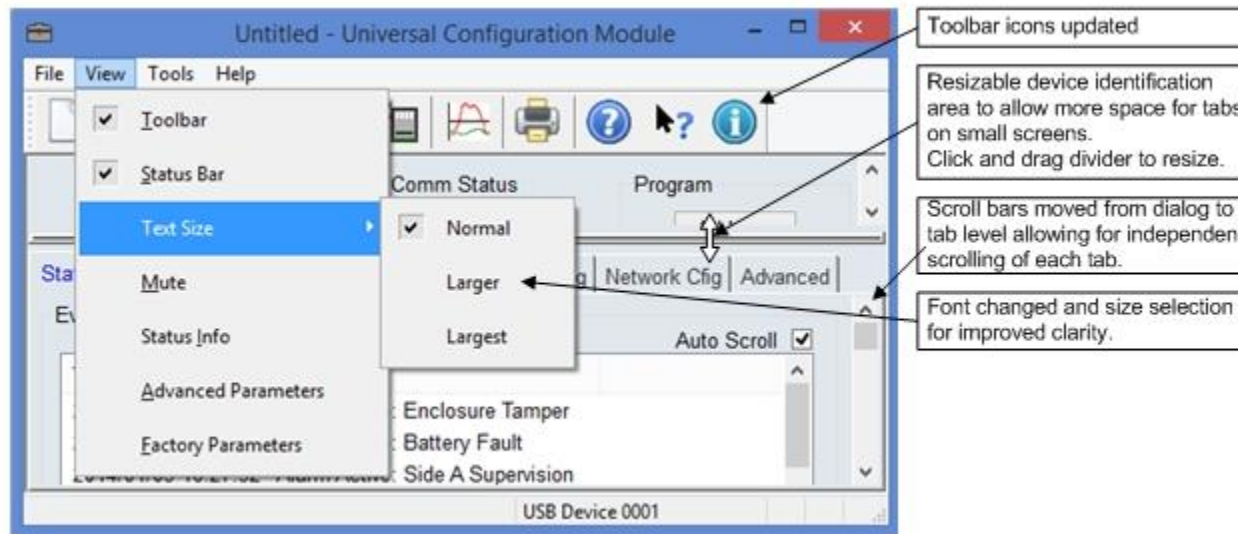 Untitled - Universal Configuration Module
File View Tools Help
Toolbar
Status Bar
Text Size
Mute
Status Info
Advanced Parameters
Factory Parameters
Normal
Larger
Largest
Comm Status
Program
Network Cfig
Advanced
Auto Scroll
: Enclosure Tamper
: Battery Fault
: Side A Supervision
USB Device 0001
Toolbar icons updated
Resizable device identification
area to allow more space for tabs
on small screens.
Click and drag divider to resize.
Scroll bars moved from dialog to
tab level allowing for independen
scrolling of each tab.
Font changed and size selection
for improved clarity.